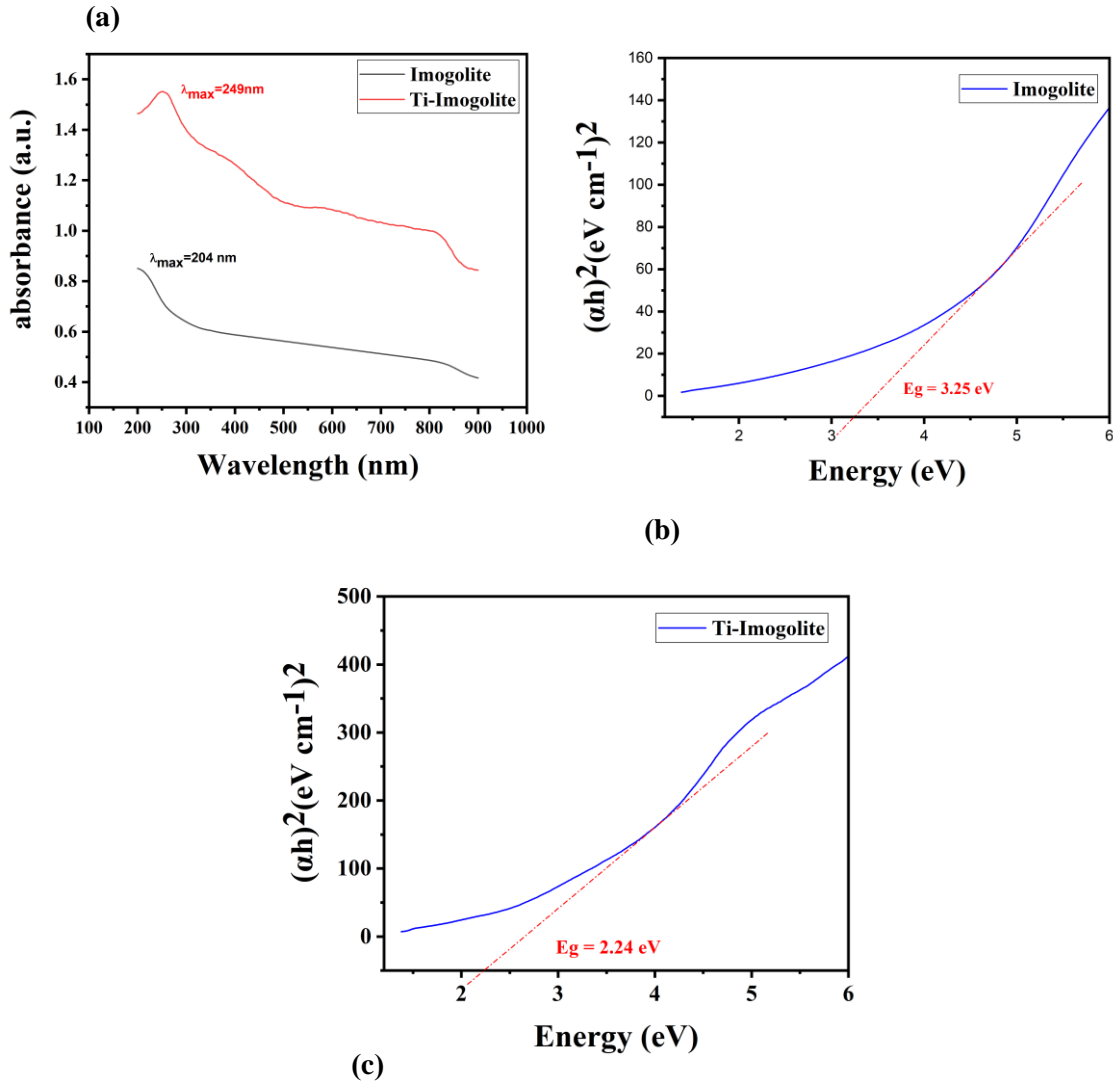 (a)
absorbance (a.u.)
1.6
1.4
1.2
1.0
0.8
0.6
0.4
λmax=249nm
λmax=204 nm
Imogolite
Ti-Imogolite
100 200 300 400 500 600 700 800 900 1000
Wavelength (nm)
(αh)2(eV cm-1)2
160
140
120
100
80
60
40
20
0
Imogolite
Eg = 3.25 eV
2 3 4 5 6
Energy (eV)
(b)
(αh)2(eV cm-1)2
500
400
300
200
100
0
Ti-Imogolite
Eg = 2.24 eV
2 3 4 5 6
Energy (eV)
(c)